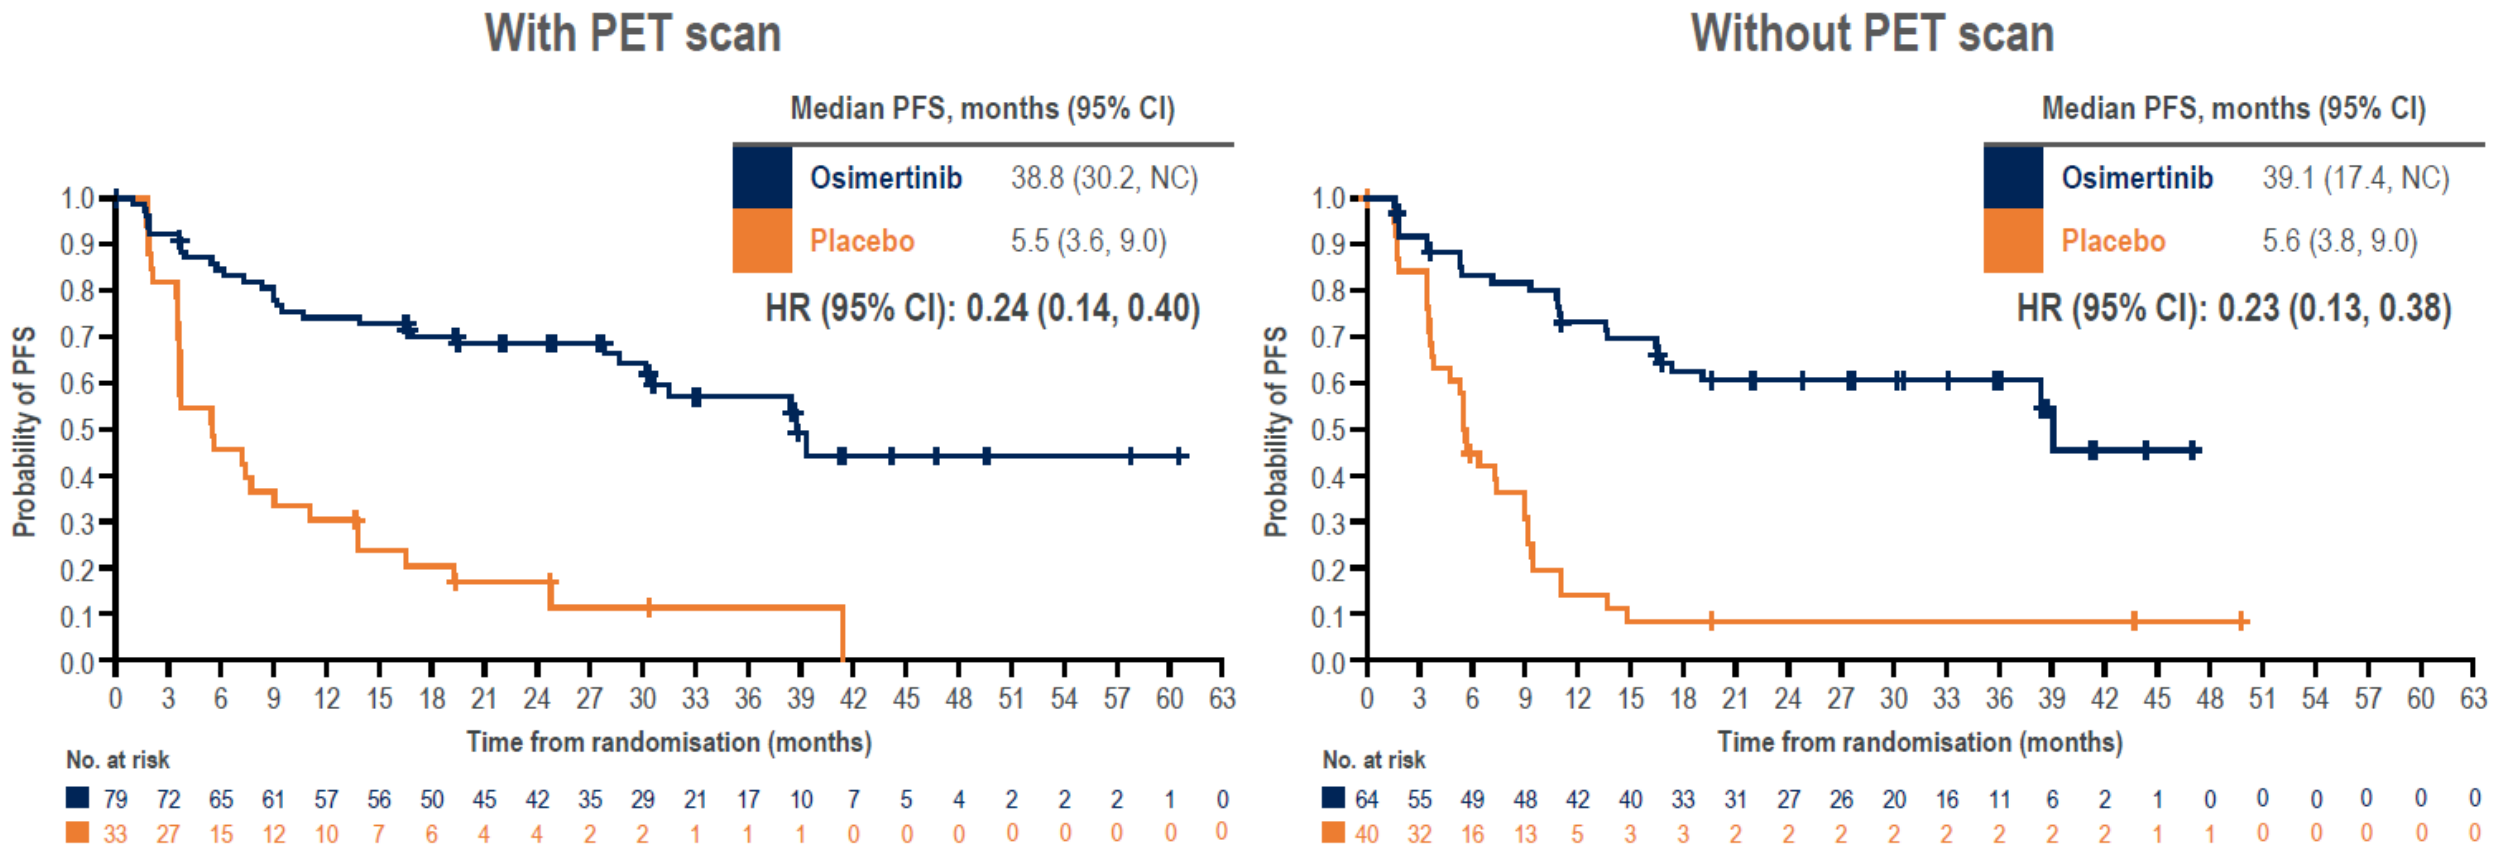 With PET scan
Median PFS, months (95% CI)
Osimertinib 38.8 (30.2, NC)
Placebo 5.5 (3.6, 9.0)
HR (95% CI): 0.24 (0.14, 0.40)
Probability of PFS
1.0
0.9
0.8
0.7
0.6
0.5
0.4
0.3
0.2
0.1
0.0
0 3 6 9 12 15 18 21 24 27 30 33 36 39 42 45 48 51 54 57 60 63
Time from randomisation (months)
No. at risk
79 72 65 61 57 56 50 45 42 35 29 21 17 10 7 5 4 2 2 2 1 0
33 27 15 12 10 7 6 4 4 2 2 1 1 1 0 0 0 0 0 0 0 0
Without PET scan
Median PFS, months (95% CI)
Osimertinib 39.1 (17.4, NC)
Placebo 5.6 (3.8, 9.0)
HR (95% CI): 0.23 (0.13, 0.38)
Probability of PFS
1.0
0.9
0.8
0.7
0.6
0.5
0.4
0.3
0.2
0.1
0.0
0 3 6 9 12 15 18 21 24 27 30 33 36 39 42 45 48 51 54 57 60 63
Time from randomisation (months)
No. at risk
64 55 49 48 42 40 33 31 27 26 20 16 11 6 2 1 0 0 0 0 0 0
40 32 16 13 5 3 3 2 2 2 2 2 2 2 2 1 1 0 0 0 0 0